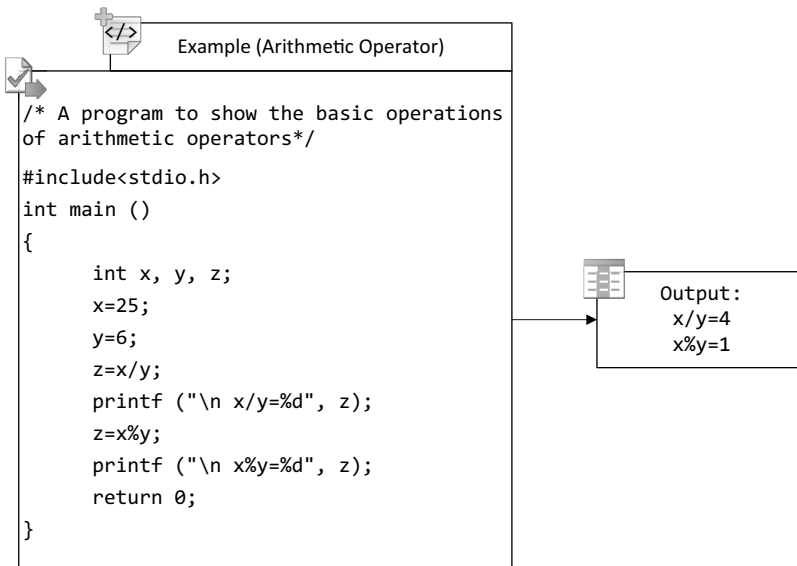 </>
Example (Arithmetic Operator)
/* A program to show the basic operations
of arithmetic operators*/
#include<stdio.h>
int main ()
{
int x, y, z;
x=25;
y=6;
z=x/y;
printf ("\n x/y=%d", z);
z=x%y;
printf ("\n x%y=%d", z);
return 0;
}
Output:
x/y=4
x%y=1